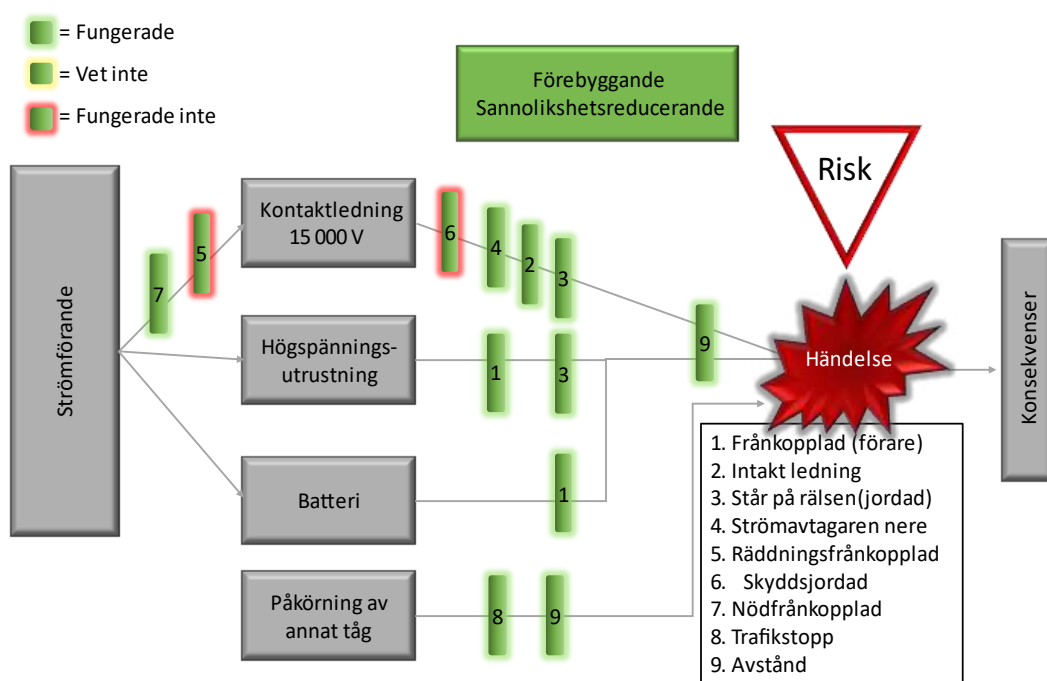 = Fungerade
= Vet inte
= Fungerade inte
Förebyggande
Sannolikshetsreducerande
Risk
Strömförande
Kontaktledning
15 000 V
Högspännings-
utrustning
Batteri
Påkörning av
annat tåg
7
5
6
4
2
3
1
3
1
9
8
9
Händelse
Konsekvenser
1. Frånkopplad (förare)
2. Intakt ledning
3. Står på rälsen(jordad)
4. Strömavtagaren nere
5. Räddningsfrånkopplad
6. Skyddsjordad
7. Nödfrånkopplad
8. Trafikstopp
9. Avstånd